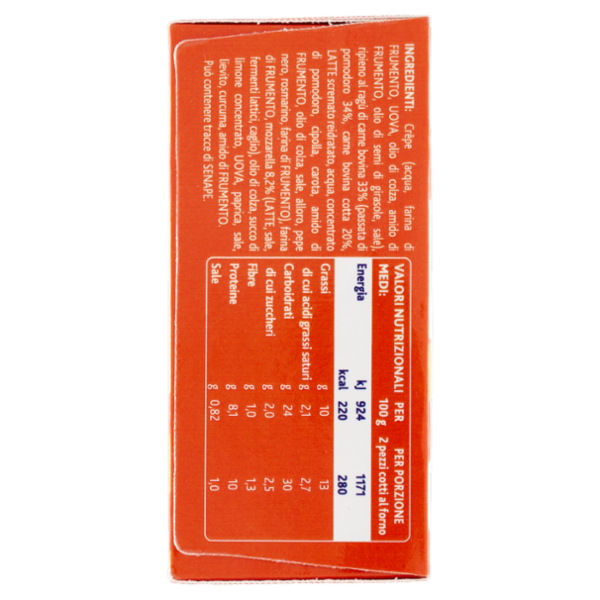 INGREDIENTI: Crêpe (acqua, farina di
FRUMENTO, UOVA, olio di colza, amido di
FRUMENTO, olio di semi di girasole, sale),
ripieno al ragù di carne bovina 33% (passata di
pomodoro 34%, carne bovina cotta 20%,
LATTE scremato reidratato, acqua, concentrato
di pomodoro, cipolla, carota, amido di
FRUMENTO, olio di colza, sale, alloro, pepe
nero, rosmarino, farina di FRUMENTO), farina
di FRUMENTO, mozzarella 8,2% (LATTE, sale,
fermenti lattici, caglio), olio di colza, succo di
limone concentrato, UOVA, paprica, sale,
lievito, curcuma, amido di FRUMENTO.
Può contenere tracce di SENAPE.
VALORI NUTRIZIONALI PER PER PORZIONE
MEDI: 100 g 2 pezzi cotti al forno
Energia kJ 924 1171
kcal 220 280
Grassi g 10 13
di cui acidi grassi saturi g 2,1 2,7
Carboidrati g 24 30
di cui zuccheri g 2,0 2,5
Fibre g 1,0 1,3
Proteine g 8,1 10
Sale g 0,82 1,0